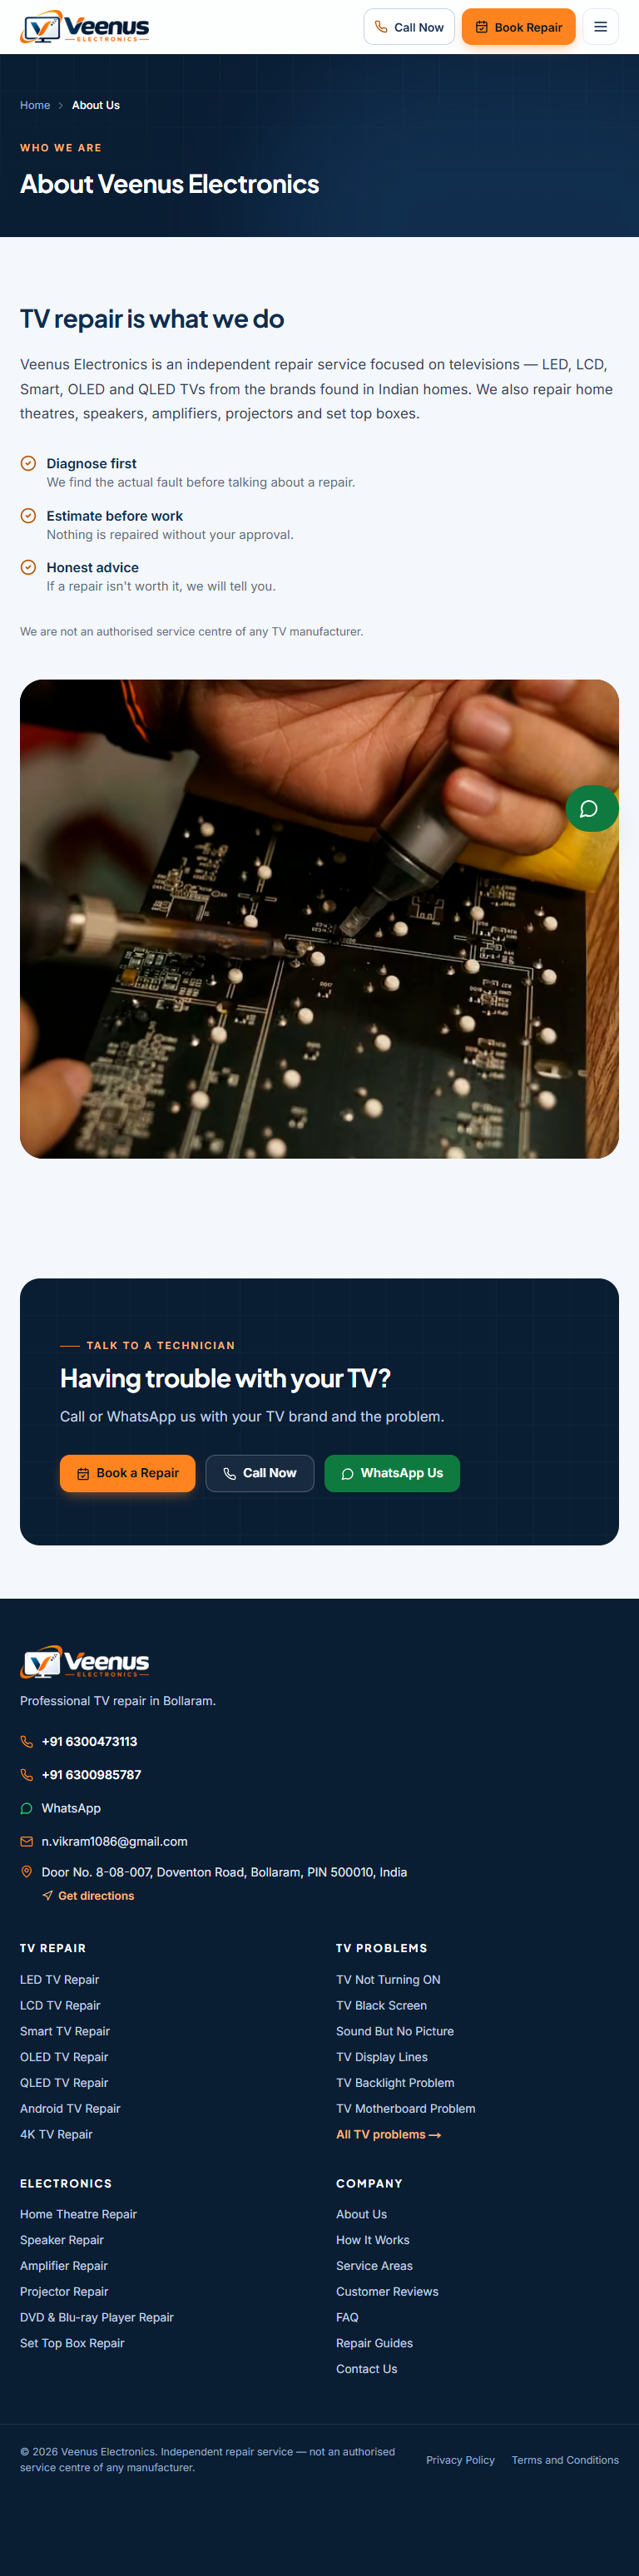 Veenus
ELECTRONICS
Call Now
Book Repair
Home > About Us
WHO WE ARE
About Veenus Electronics
TV repair is what we do
Veenus Electronics is an independent repair service focused on televisions — LED, LCD,
Smart, OLED and QLED TVs from the brands found in Indian homes. We also repair home
theatres, speakers, amplifiers, projectors and set top boxes.
Diagnose first
We find the actual fault before talking about a repair.
Estimate before work
Nothing is repaired without your approval.
Honest advice
If a repair isn't worth it, we will tell you.
We are not an authorised service centre of any TV manufacturer.
TALK TO A TECHNICIAN
Having trouble with your TV?
Call or WhatsApp us with your TV brand and the problem.
Book a Repair
Call Now
WhatsApp Us
Veenus
ELECTRONICS
Professional TV repair in Bollaram.
+91 6300473113
+91 6300985787
WhatsApp
n.vikram1086@gmail.com
Door No. 8-08-007, Doventon Road, Bollaram, PIN 500010, India
Get directions
TV REPAIR
LED TV Repair
LCD TV Repair
Smart TV Repair
OLED TV Repair
QLED TV Repair
Android TV Repair
4K TV Repair
TV PROBLEMS
TV Not Turning ON
TV Black Screen
Sound But No Picture
TV Display Lines
TV Backlight Problem
TV Motherboard Problem
All TV problems →
ELECTRONICS
Home Theatre Repair
Speaker Repair
Amplifier Repair
Projector Repair
DVD & Blu-ray Player Repair
Set Top Box Repair
COMPANY
About Us
How It Works
Service Areas
Customer Reviews
FAQ
Repair Guides
Contact Us
© 2026 Veenus Electronics. Independent repair service — not an authorised
service centre of any manufacturer.
Privacy Policy
Terms and Conditions